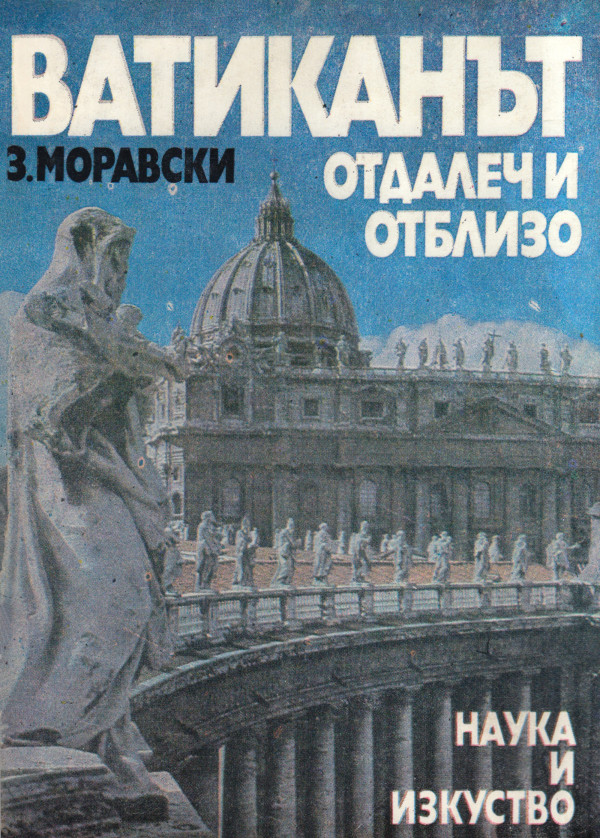 ВАТИКАНЪТ
З.МОРАВСКИ
ОТДАЛЕЧ И
ОТБЛИЗО
НАУКА
И
ИЗКУСТВО